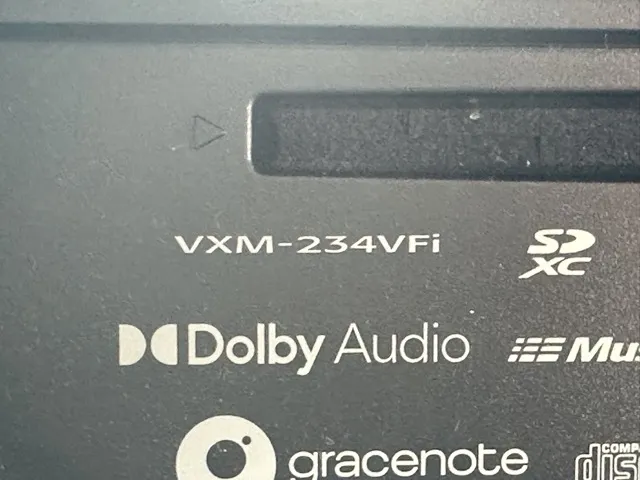 VXM-234VFi
SD
XC
Dolby Audio
gracenote